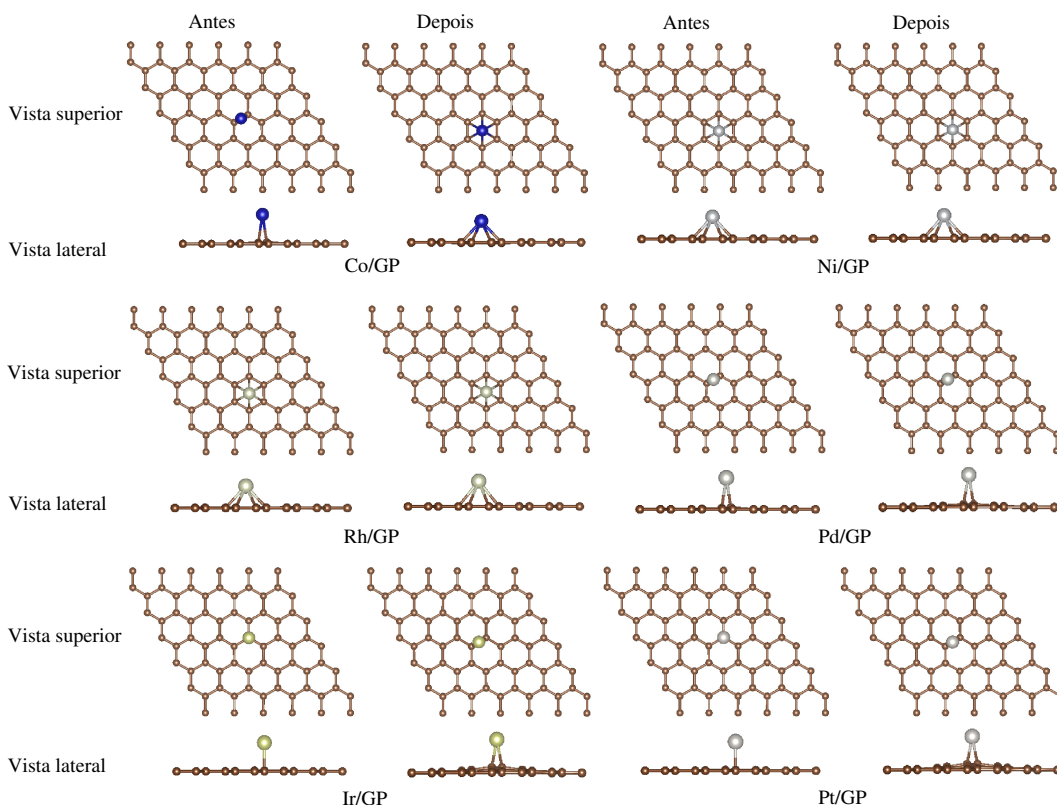 Antes Depois Antes Depois
Vista superior
Vista lateral
Co/GP Ni/GP
Vista superior
Vista lateral
Rh/GP Pd/GP
Vista superior
Vista lateral
Ir/GP Pt/GP